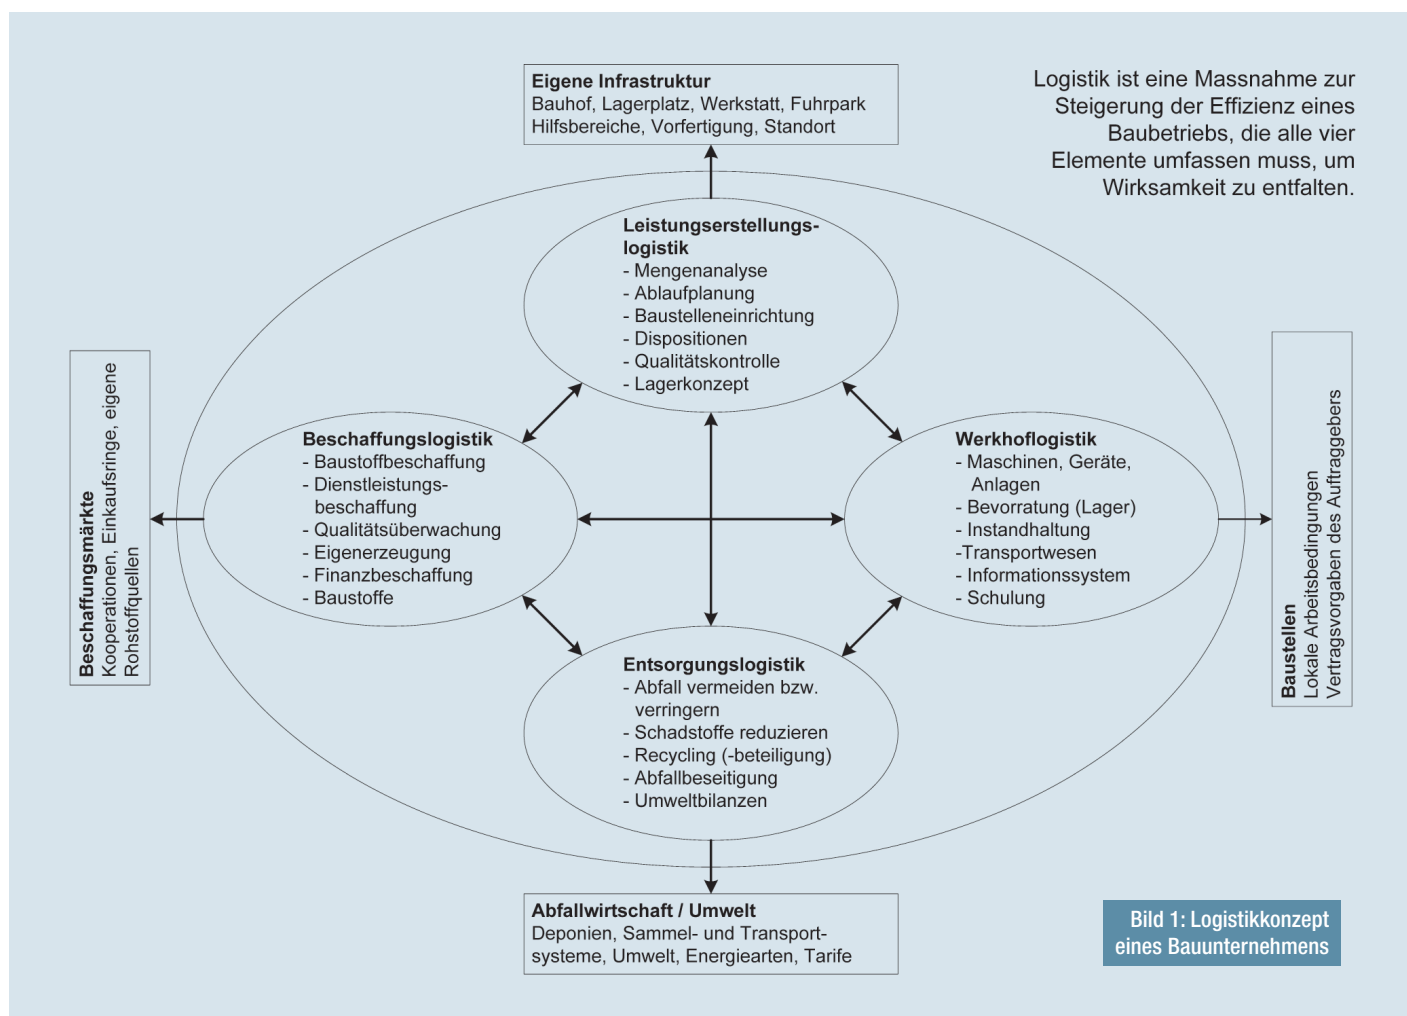 Eigene Infrastruktur
Bauhof, Lagerplatz, Werkstatt, Fuhrpark
Hilfsbereiche, Vorfertigung, Standort
Logistik ist eine Massnahme zur
Steigerung der Effizienz eines
Baubetriebs, die alle vier
Elemente umfassen muss, um
Wirksamkeit zu entfalten.
Leistungserstellungs-
logistik
- Mengenanalyse
- Ablaufplanung
- Baustelleneinrichtung
- Dispositionen
- Qualitätskontrolle
- Lagerkonzept
Beschaffungsmärkte
Kooperationen, Einkaufsringe, eigene
Rohstoffquellen
Beschaffungslogistik
- Baustoffbeschaffung
- Dienstleistungs-
beschaffung
- Qualitätsüberwachung
- Eigenerzeugung
- Finanzbeschaffung
- Baustoffe
Werkhoflogistik
- Maschinen, Geräte,
Anlagen
- Bevorratung (Lager)
- Instandhaltung
-Transportwesen
- Informationssystem
- Schulung
Baustellen
Lokale Arbeitsbedingungen
Vertragsvorgaben des Auftraggebers
Entsorgungslogistik
- Abfall vermeiden bzw.
verringern
- Schadstoffe reduzieren
- Recycling (-beteiligung)
- Abfallbeseitigung
- Umweltbilanzen
Abfallwirtschaft / Umwelt
Deponien, Sammel- und Transport-
systeme, Umwelt, Energiearten, Tarife
Bild 1: Logistikkonzept
eines Bauunternehmens